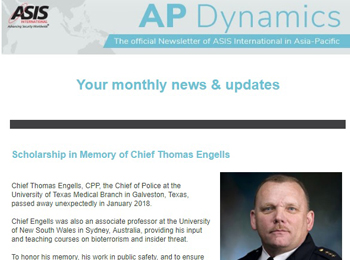 ASIS
INTERNATIONAL
Advancing Security Worldwide
AP Dynamics
The official Newsletter of ASIS International in Asia-Pacific
Your monthly news & updates
Scholarship in Memory of Chief Thomas Engells
Chief Thomas Engells, CPP, the Chief of Police at the
University of Texas Medical Branch in Galveston, Texas,
passed away unexpectedly in January 2018.
Chief Engells was also an associate professor at the University
of New South Wales in Sydney, Australia, providing his input
and teaching courses on bioterrorism and insider threat.
To honor his memory, his work in public safety, and to ensure